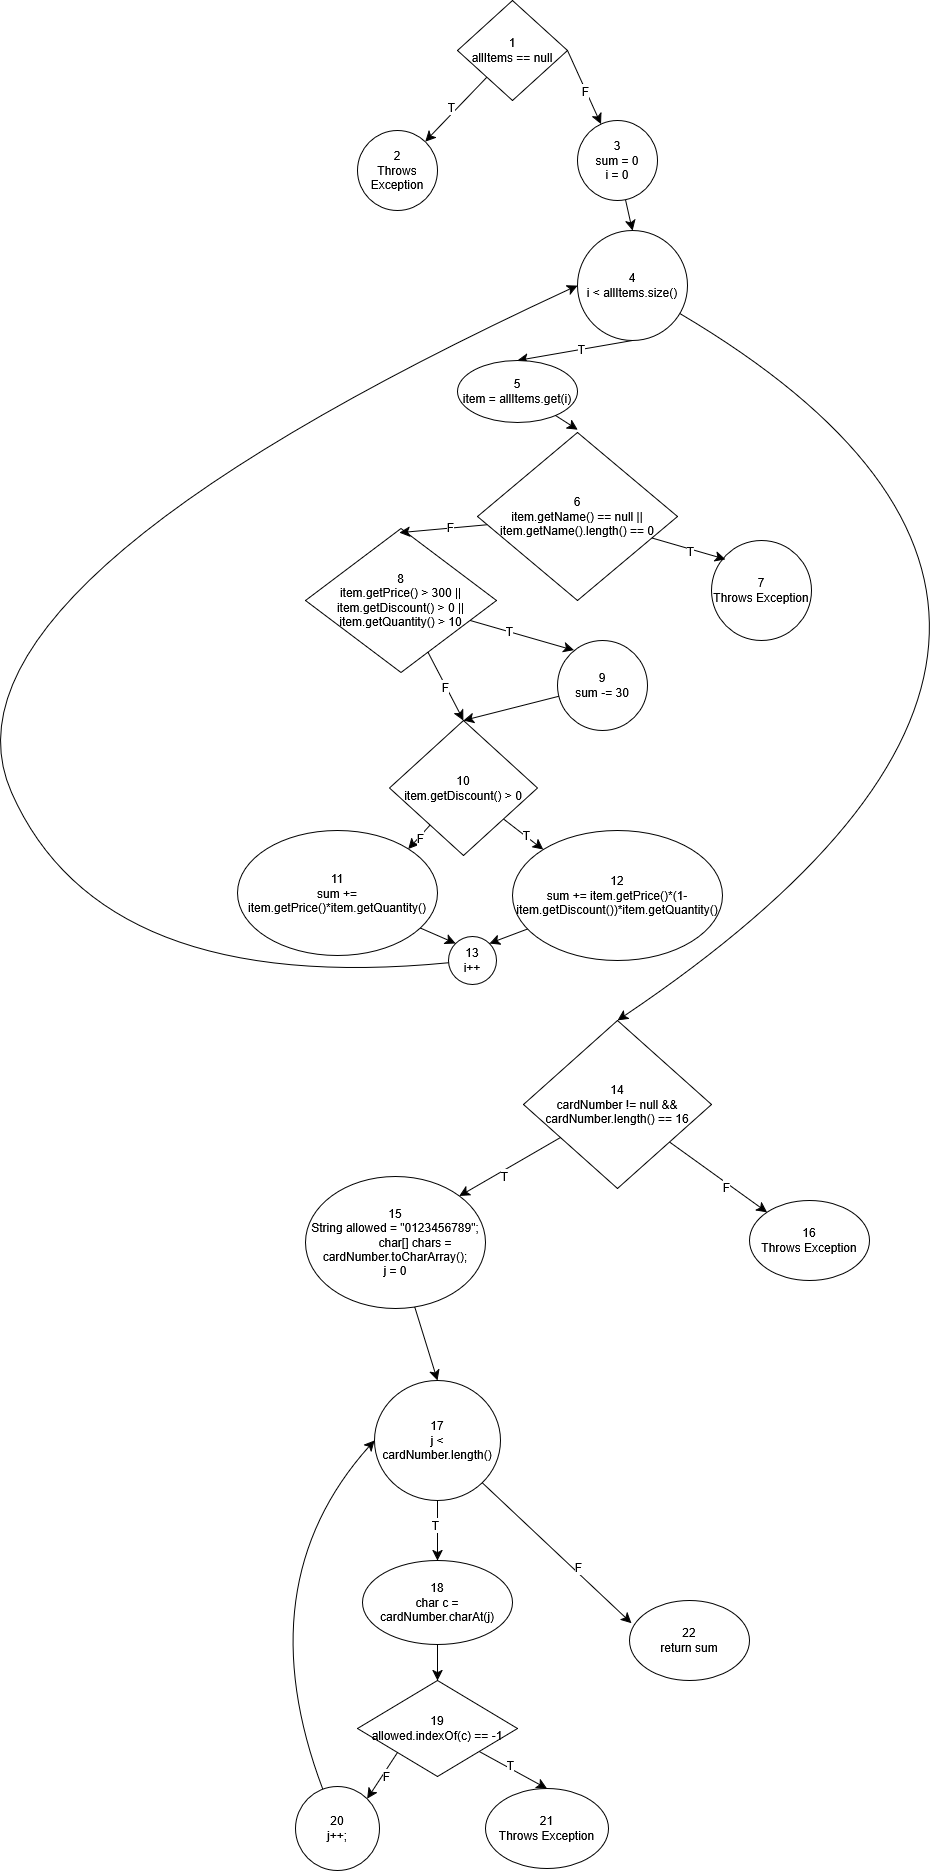 1
allItems == null
T
F
2
Throws
Exception
3
sum = 0
i = 0
4
i < allItems.size()
T
5
item = allItems.get(i)
6
item.getName() == null ||
item.getName().length() == 0
F
T
7
Throws Exception
8
item.getPrice() > 300 ||
item.getDiscount() > 0 ||
item.getQuantity() > 10
T
F
9
sum -= 30
10
item.getDiscount() > 0
F
T
11
sum +=
item.getPrice()*item.getQuantity()
12
sum += item.getPrice()*(1-
item.getDiscount())*item.getQuantity()
13
i++
14
cardNumber != null &&
cardNumber.length() == 16
T
F
15
String allowed = "0123456789";
char[] chars =
cardNumber.toCharArray();
j = 0
16
Throws Exception
17
j <
cardNumber.length()
T
F
18
char c =
cardNumber.charAt(j)
22
return sum
19
allowed.indexOf(c) == -1
F
T
20
j++;
21
Throws Exception